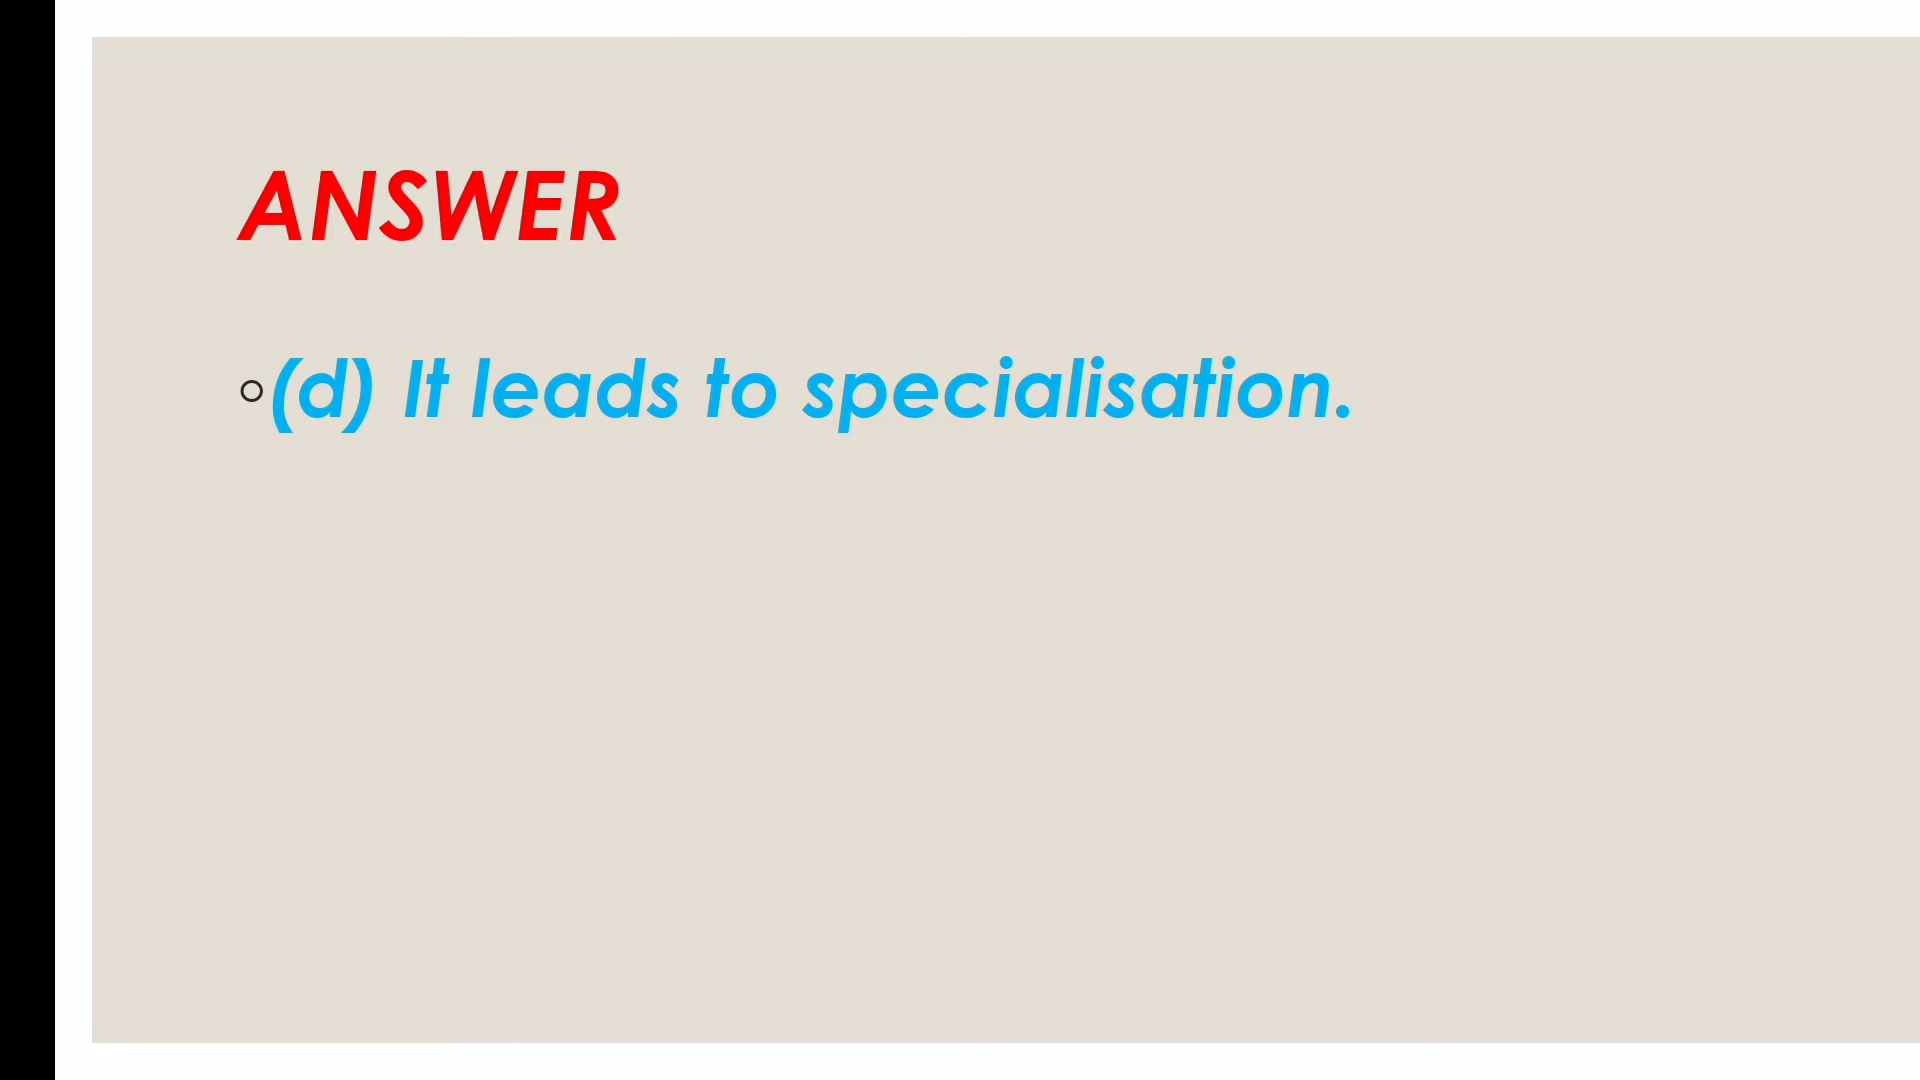 ANSWER
◦(d) It leads to specialisation.